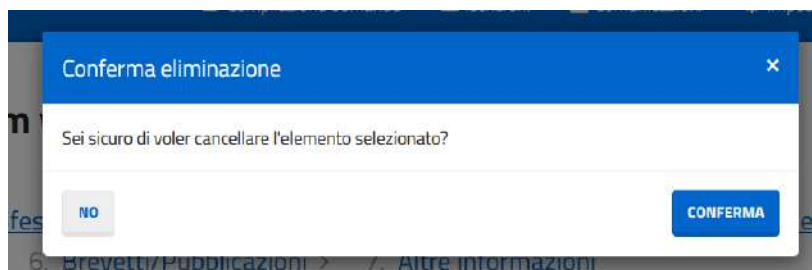 Conferma eliminazione ×
Sei sicuro di voler cancellare l'elemento selezionato?
NO CONFERMA
6. Brevetti/Pubblicazioni > 7. Altre informazioni